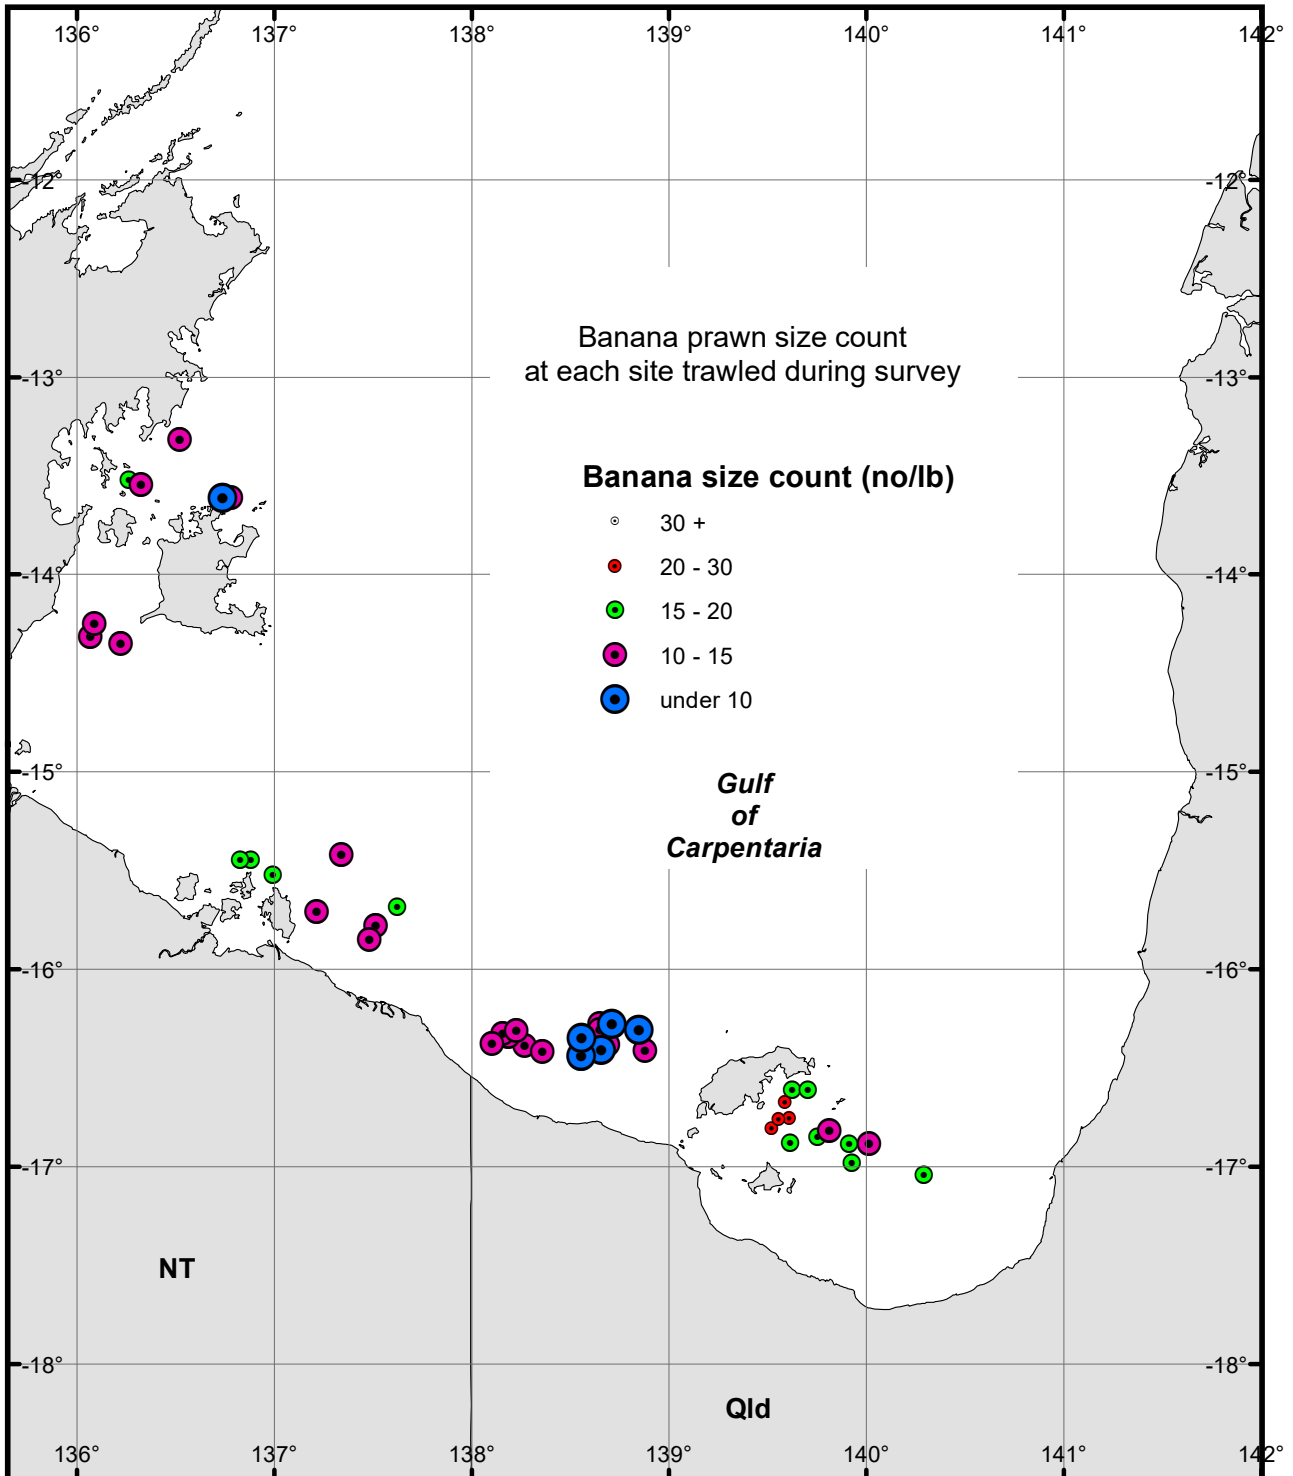 136° 137° 138° 139° 140° 141° 142°
-12° -12°
Banana prawn size count
at each site trawled during survey
-13° -13°
Banana size count (no/lb)
30 +
20 - 30
-14° -14°
15 - 20
10 - 15
under 10
-15° -15°
Gulf
of
Carpentaria
-16° -16°
-17° -17°
NT
-18° -18°
Qld
136° 137° 138° 139° 140° 141° 142°